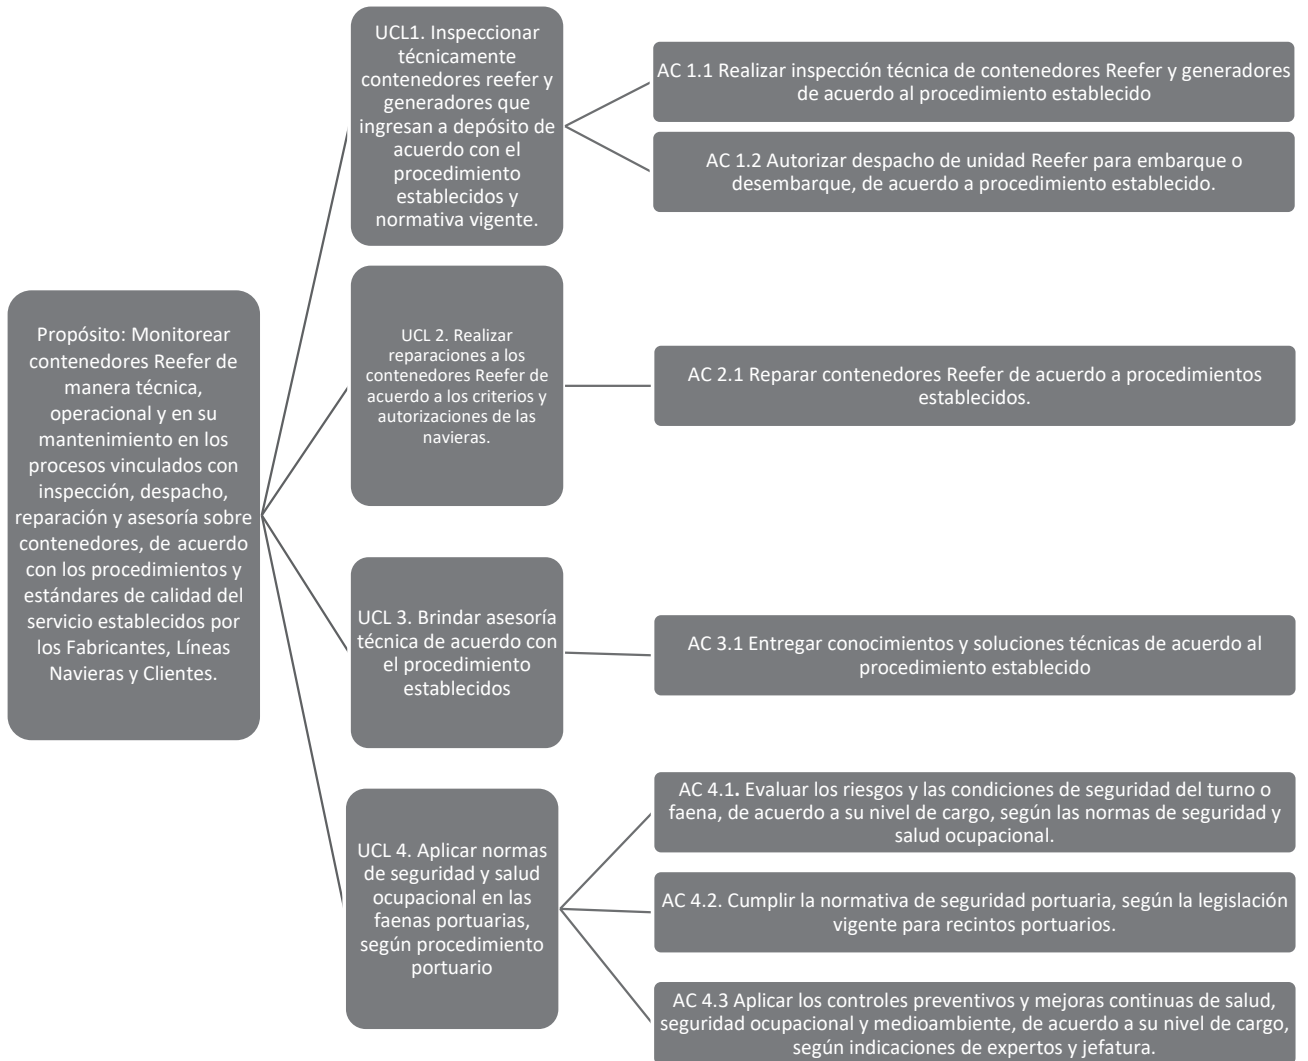 Propósito: Monitorear
contenedores Reefer de
manera técnica,
operacional y en su
mantenimiento en los
procesos vinculados con
inspección, despacho,
reparación y asesoría sobre
contenedores, de acuerdo
con los procedimientos y
estándares de calidad del
servicio establecidos por
los Fabricantes, Líneas
Navieras y Clientes.
UCL1. Inspeccionar
técnicamente
contenedores reefer y
generadores que
ingresan a depósito de
acuerdo con el
procedimiento
establecidos y
normativa vigente.
AC 1.1 Realizar inspección técnica de contenedores Reefer y generadores
de acuerdo al procedimiento establecido
AC 1.2 Autorizar despacho de unidad Reefer para embarque o
desembarque, de acuerdo a procedimiento establecido.
UCL 2. Realizar
reparaciones a los
contenedores Reefer de
acuerdo a los criterios y
autorizaciones de las
navieras.
AC 2.1 Reparar contenedores Reefer de acuerdo a procedimientos
establecidos.
UCL 3. Brindar asesoría
técnica de acuerdo con
el procedimiento
establecidos
AC 3.1 Entregar conocimientos y soluciones técnicas de acuerdo al
procedimiento establecido
UCL 4. Aplicar normas
de seguridad y salud
ocupacional en las
faenas portuarias,
según procedimiento
portuario
AC 4.1. Evaluar los riesgos y las condiciones de seguridad del turno o
faena, de acuerdo a su nivel de cargo, según las normas de seguridad y
salud ocupacional.
AC 4.2. Cumplir la normativa de seguridad portuaria, según la legislación
vigente para recintos portuarios.
AC 4.3 Aplicar los controles preventivos y mejoras continuas de salud,
seguridad ocupacional y medioambiente, de acuerdo a su nivel de cargo,
según indicaciones de expertos y jefatura.